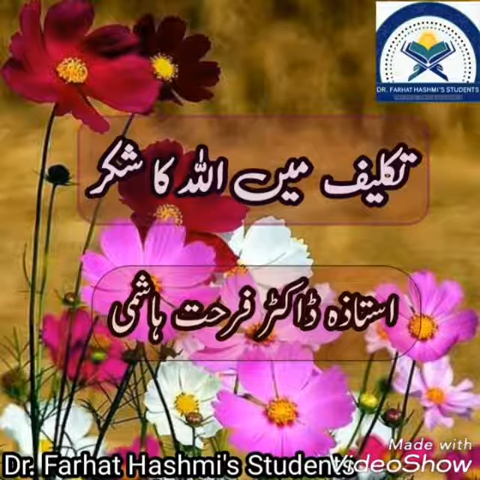 DR. FARHAT HASHMI'S STUDENTS
تکلیف میں اللہ کا شکر
استاذہ ڈاکٹر فرحت ہاشمی
Made with
VideoShow
Dr. Farhat Hashmi's Students